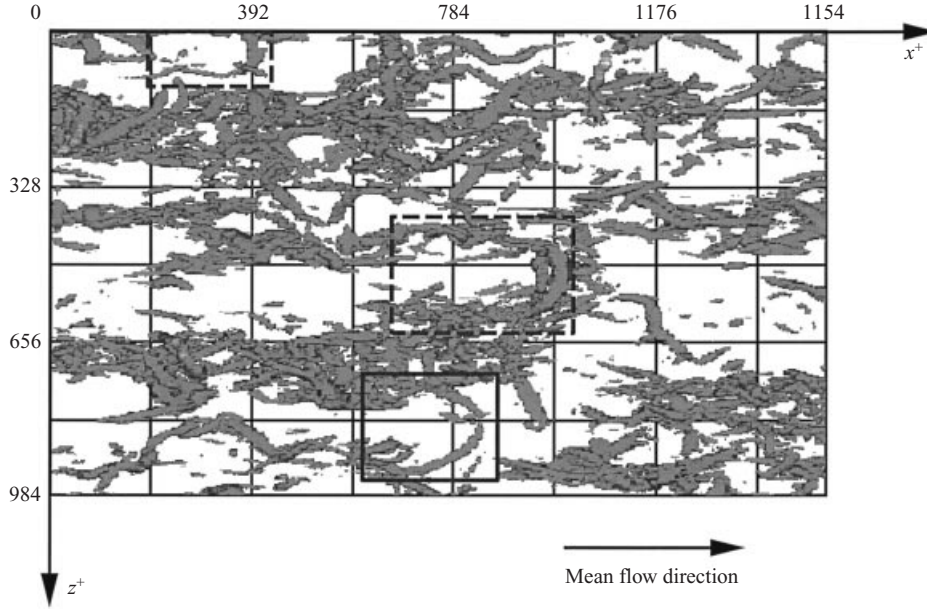 0 392 784 1176 1154
x+
328
656
984
z+
Mean flow direction